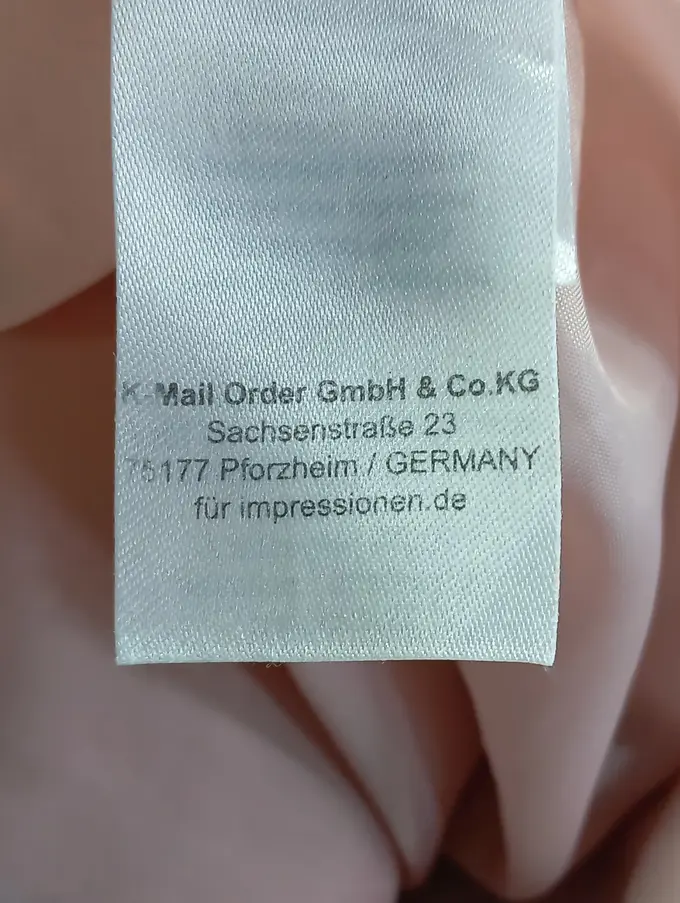 K-Mail Order GmbH & Co.KG
Sachsenstraße 23
75177 Pforzheim / GERMANY
für impressionen.de